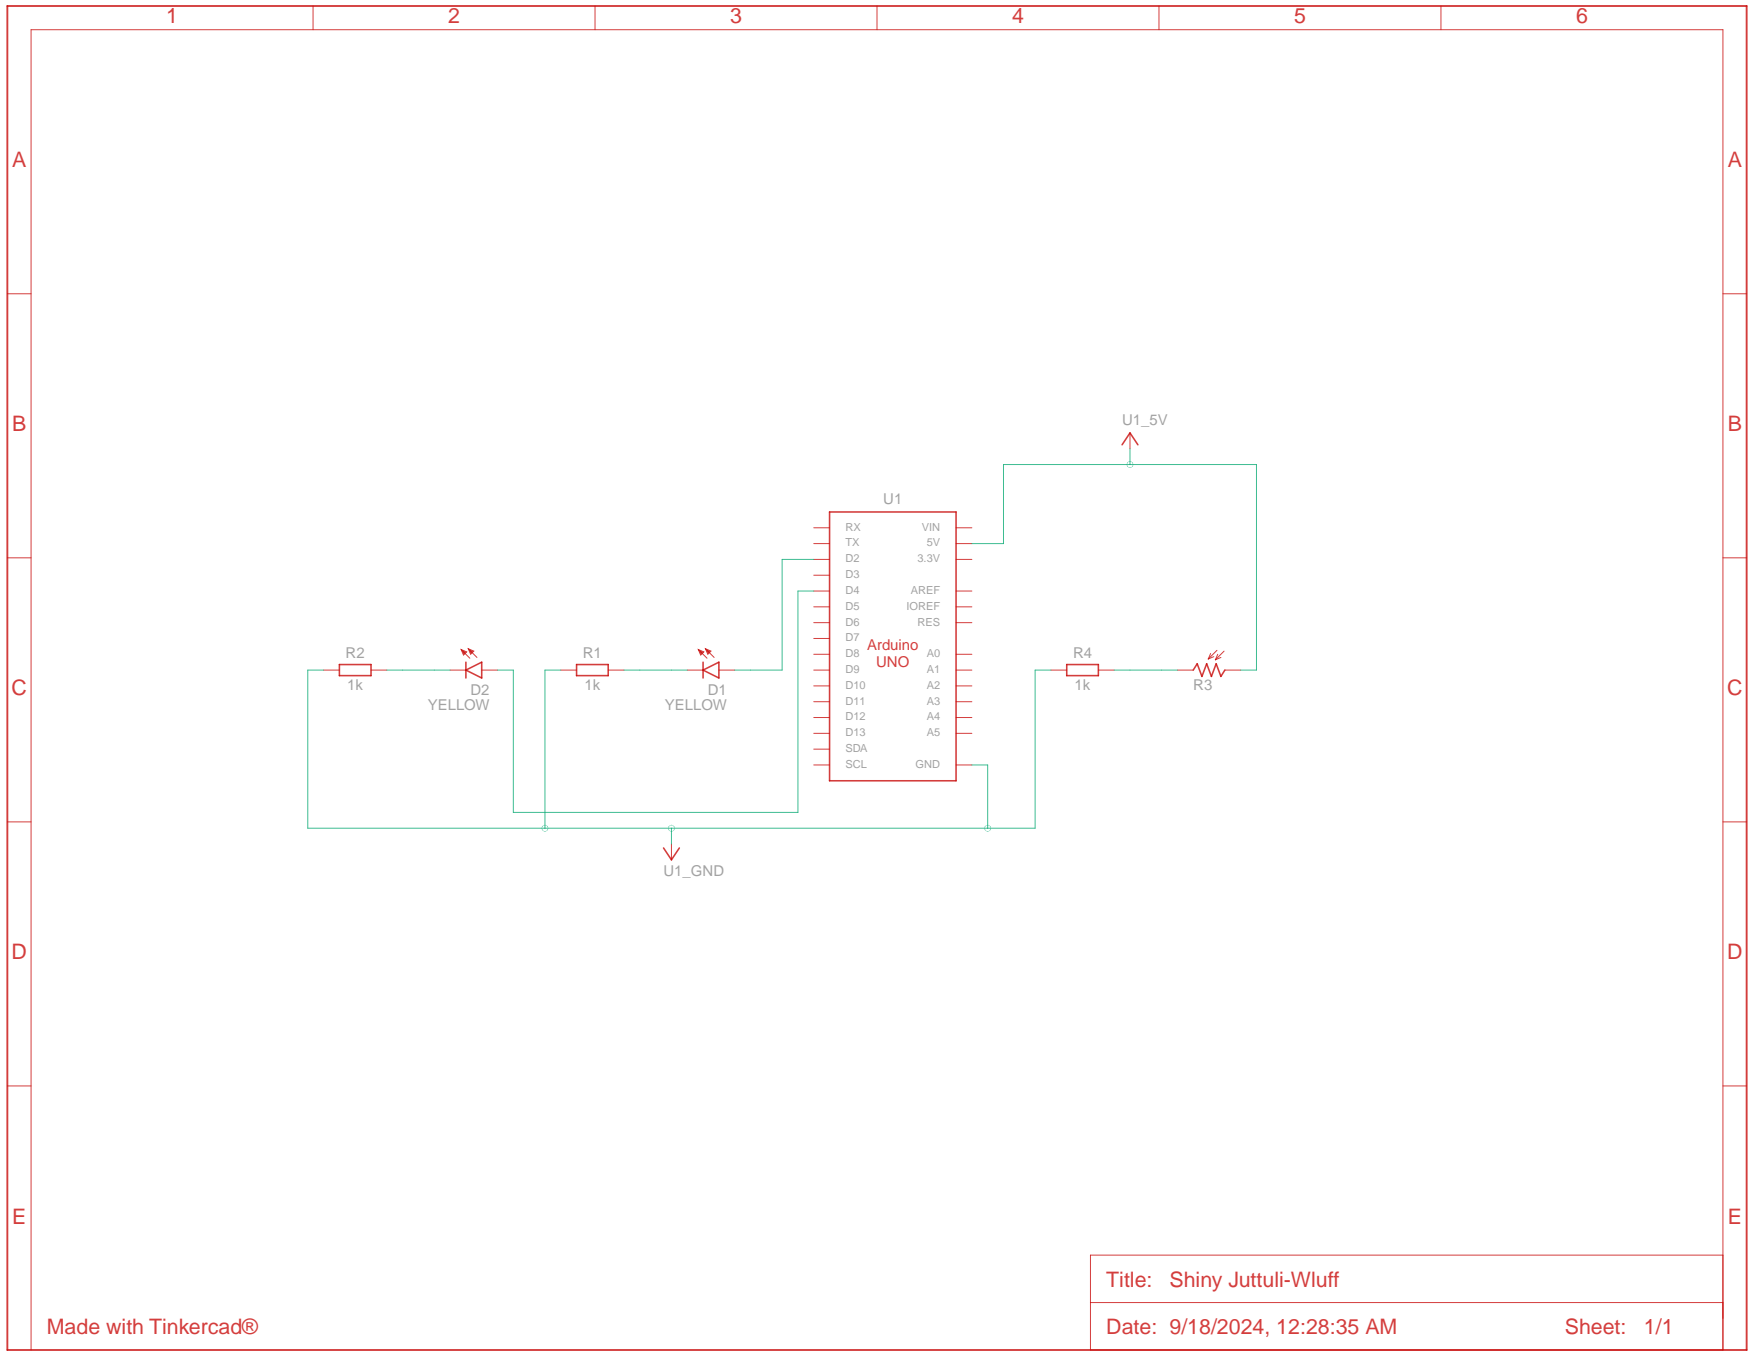 1 2 3 4 5 6
A A
B B
U1_5V
U1
RX VIN
TX 5V
D2 3.3V
D3
D4 AREF
D5 IOREF
D6 RES
D7
Arduino
UNO
D8 A0
D9 A1
D10 A2
D11 A3
D12 A4
D13 A5
SDA
SCL GND
R2 R1 R4
1k 1k 1k R3
D2 D1
YELLOW YELLOW
C C
U1_GND
D D
E E
Title: Shiny Juttuli-Wluff
Made with Tinkercad® Date: 9/18/2024, 12:28:35 AM Sheet: 1/1